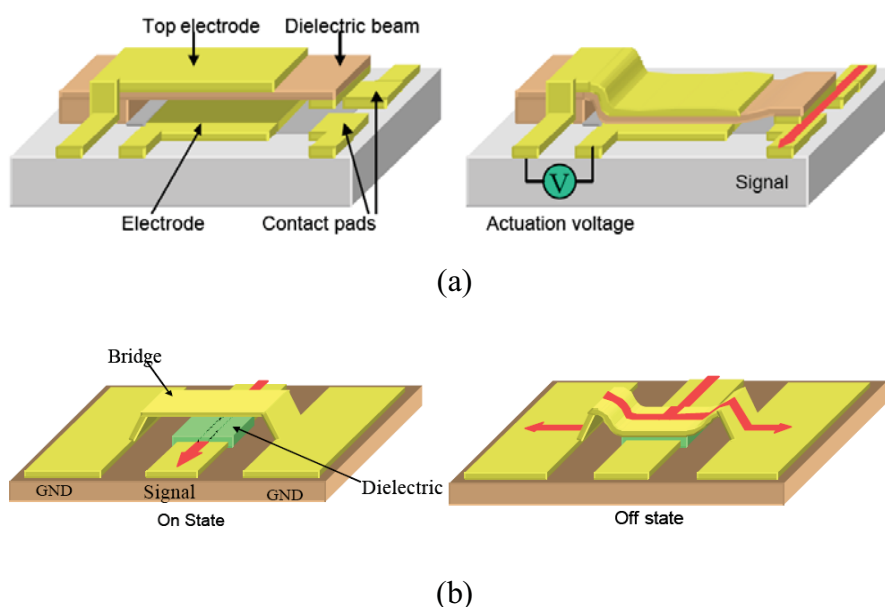 Top electrode Dielectric beam
Electrode Contact pads
V
Signal
Actuation voltage
(a)
Bridge
GND Signal GND Dielectric
On State
Off state
(b)